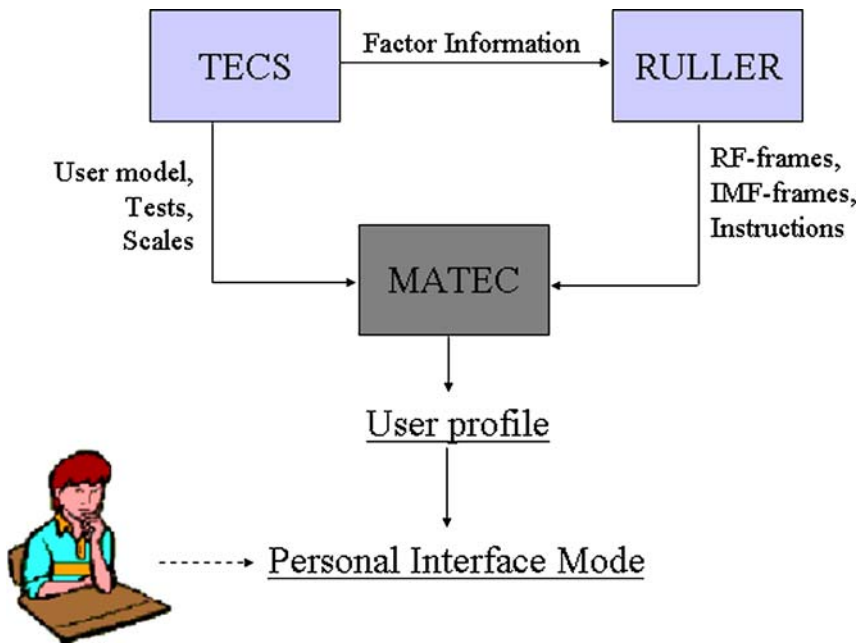 TECS
Factor Information
RULLER
User model,
Tests,
Scales
RF-frames,
IMF-frames,
Instructions
MATEC
User profile
Personal Interface Mode